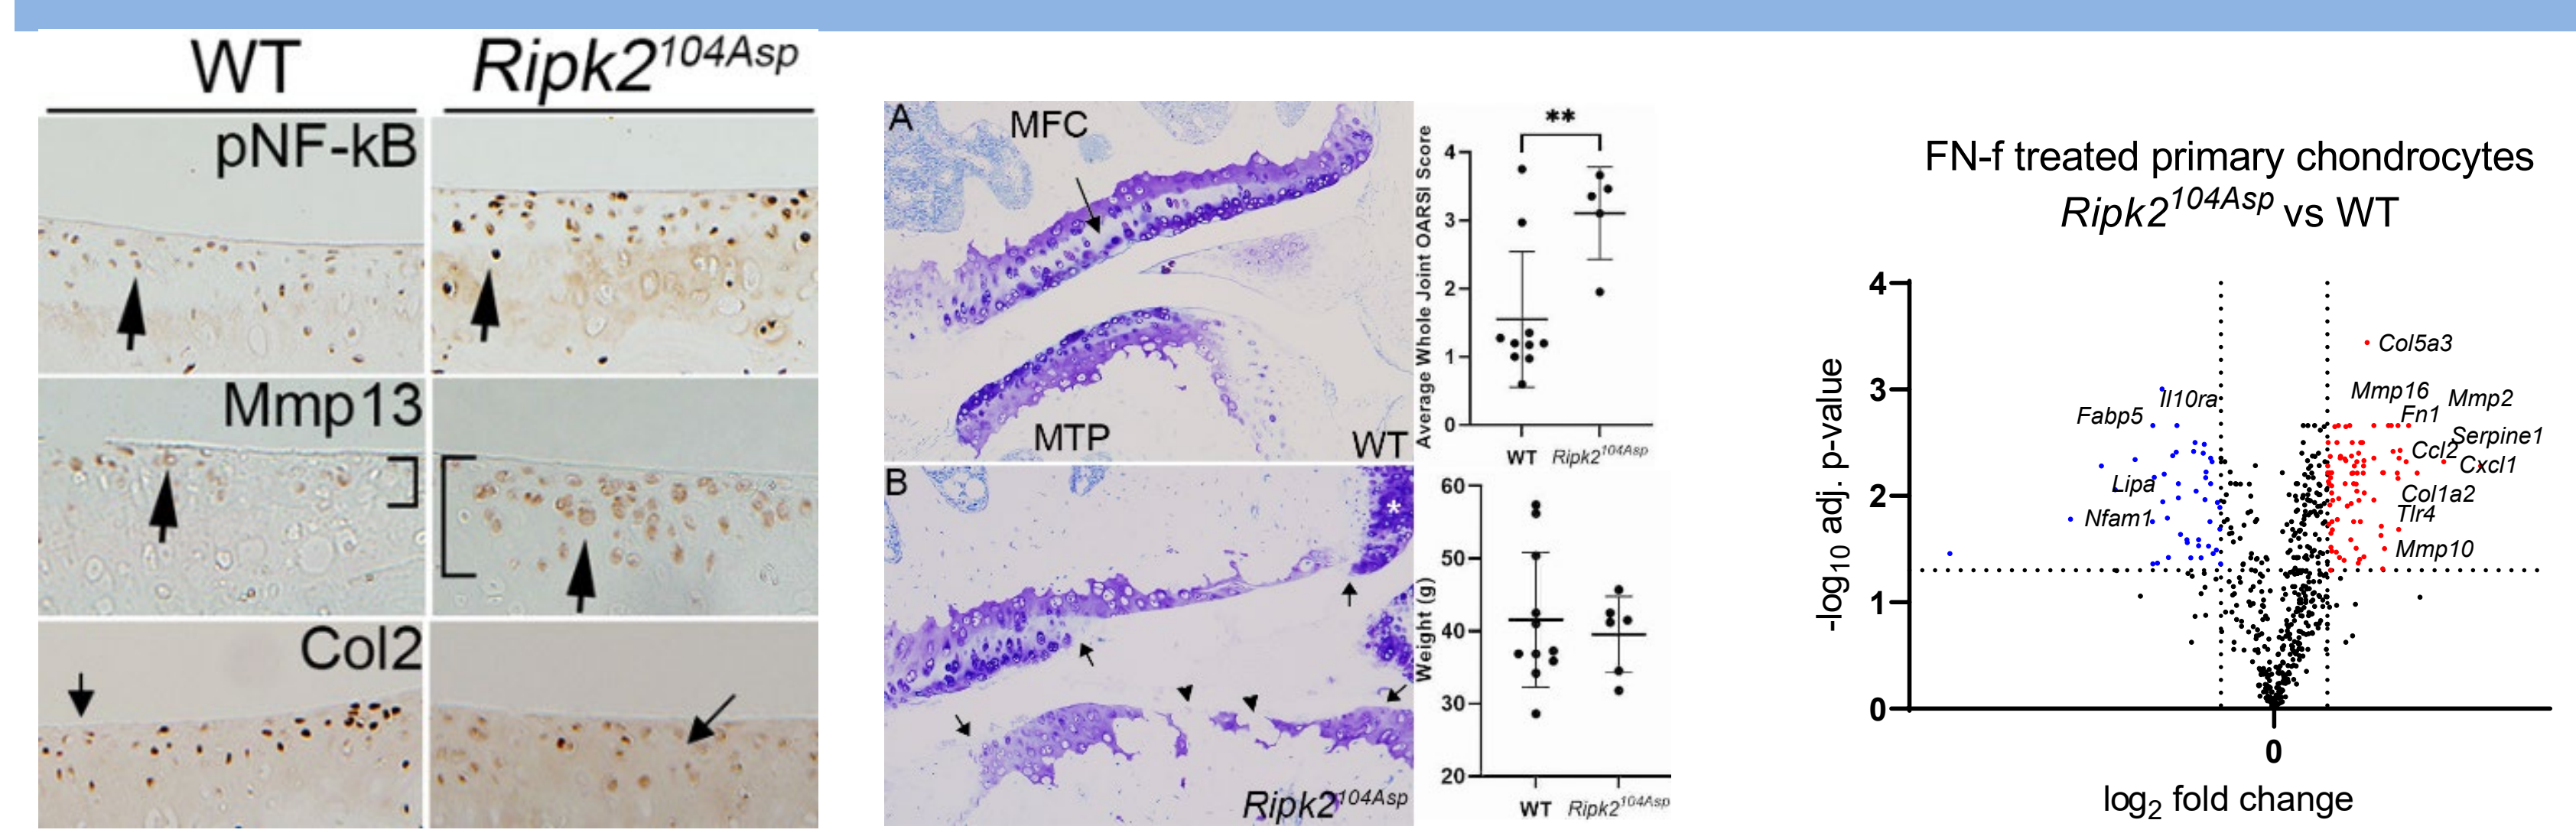 WT
Ripk2104Asp
pNF-kB
Mmp13
Col2
A
MFC
MTP
WT
B
*
Ripk2104Asp
**
Average Whole Joint OARSI Score
4
3
2
1
0
WT Ripk2104Asp
Weight (g)
60
50
40
30
20
WT Ripk2104Asp
FN-f treated primary chondrocytes
Ripk2104Asp vs WT
-log10 adj. p-value
4
3
2
1
0
Col5a3
Mmp16
Mmp2
Il10ra
Fn1
Fabp5
Serpine1
Ccl2
Cxcl1
Lipa
Col1a2
Tlr4
Nfam1
Mmp10
0
log2 fold change